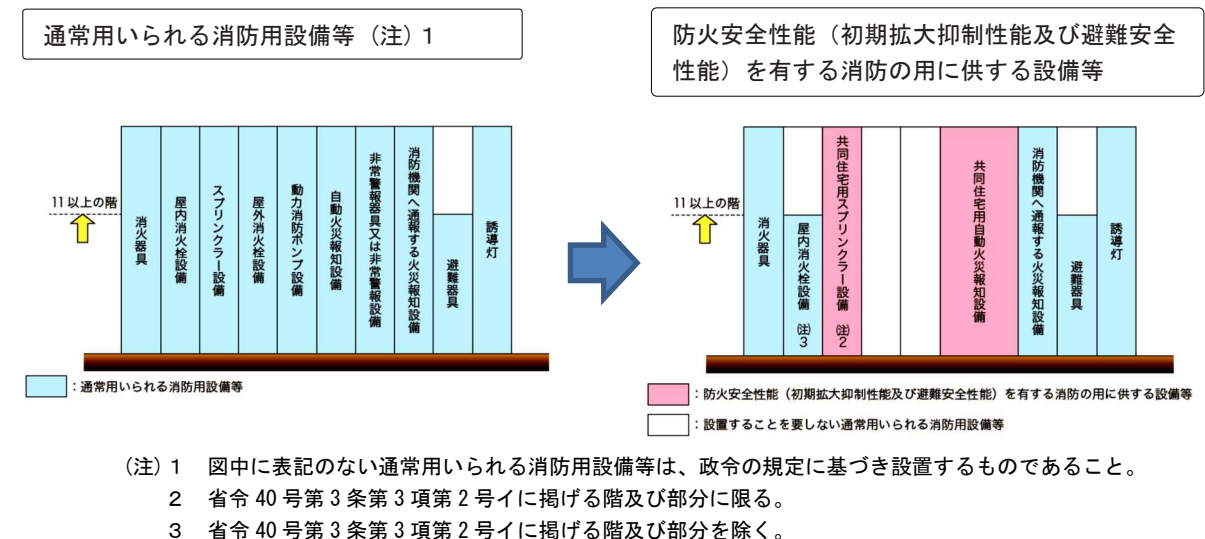 通常用いられる消防用設備等（注）1
防火安全性能（初期拡大抑制性能及び避難安全
性能）を有する消防の用に供する設備等
11以上の階
消火器具
屋内消火栓設備
スプリンクラー設備
屋外消火栓設備
動力消防ポンプ設備
自動火災報知設備
非常警報器具又は非常警報設備
消防機関へ通報する火災報知設備
避難器具
誘導灯
：通常用いられる消防用設備等
11以上の階
消火器具
屋内消火栓設備（注）3
共同住宅用スプリンクラー設備（注）2
共同住宅用自動火災報知設備
消防機関へ通報する火災報知設備
避難器具
誘導灯
：防火安全性能（初期拡大抑制性能及び避難安全性能）を有する消防の用に供する設備等
：設置することを要しない通常用いられる消防用設備等
（注）1　図中に表記のない通常用いられる消防用設備等は、政令の規定に基づき設置するものであること。
2　省令40号第3条第3項第2号イに掲げる階及び部分に限る。
3　省令40号第3条第3項第2号イに掲げる階及び部分を除く。